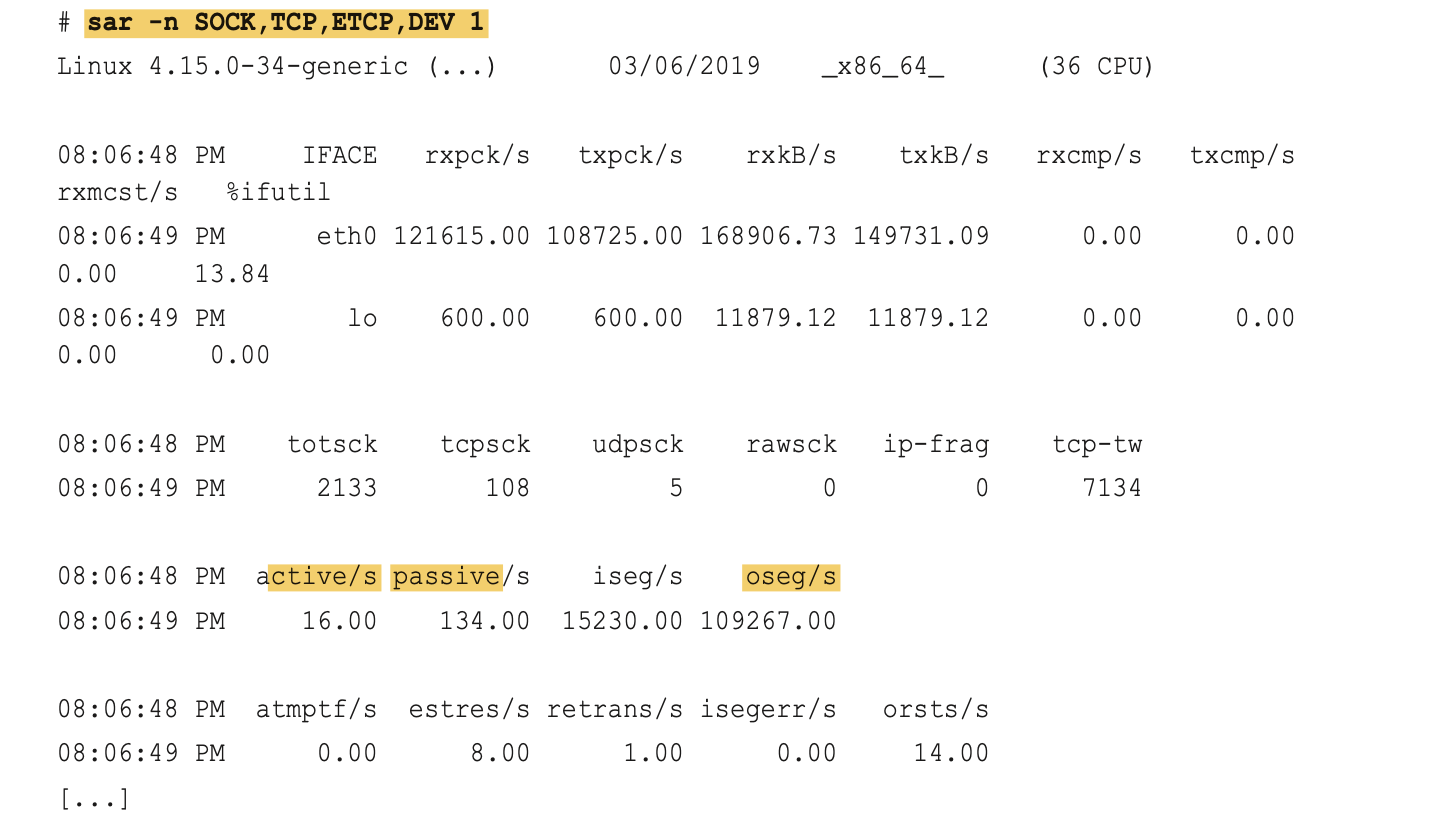 # sar -n SOCK,TCP,ETCP,DEV 1
Linux 4.15.0-34-generic (...)       03/06/2019    _x86_64_      (36 CPU)

08:06:48 PM     IFACE   rxpck/s   txpck/s    rxkB/s    txkB/s   rxcmp/s   txcmp/s
rxmcst/s   %ifutil
08:06:49 PM      eth0 121615.00 108725.00 168906.73 149731.09      0.00      0.00
0.00     13.84
08:06:49 PM        lo    600.00    600.00  11879.12  11879.12      0.00      0.00
0.00      0.00

08:06:48 PM    totsck    tcpsck    udpsck    rawsck   ip-frag    tcp-tw
08:06:49 PM      2133       108         5         0         0      7134

08:06:48 PM  active/s passive/s    iseg/s    oseg/s
08:06:49 PM     16.00    134.00  15230.00 109267.00

08:06:48 PM  atmptf/s  estres/s retrans/s isegerr/s   orsts/s
08:06:49 PM      0.00      8.00      1.00      0.00     14.00
[...]